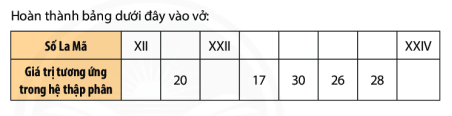 Hoàn thành bảng dưới đây vào vở:
Số La Mã XII XXII XXIV
Giá trị tương ứng
trong hệ thập phân 20 17 30 26 28